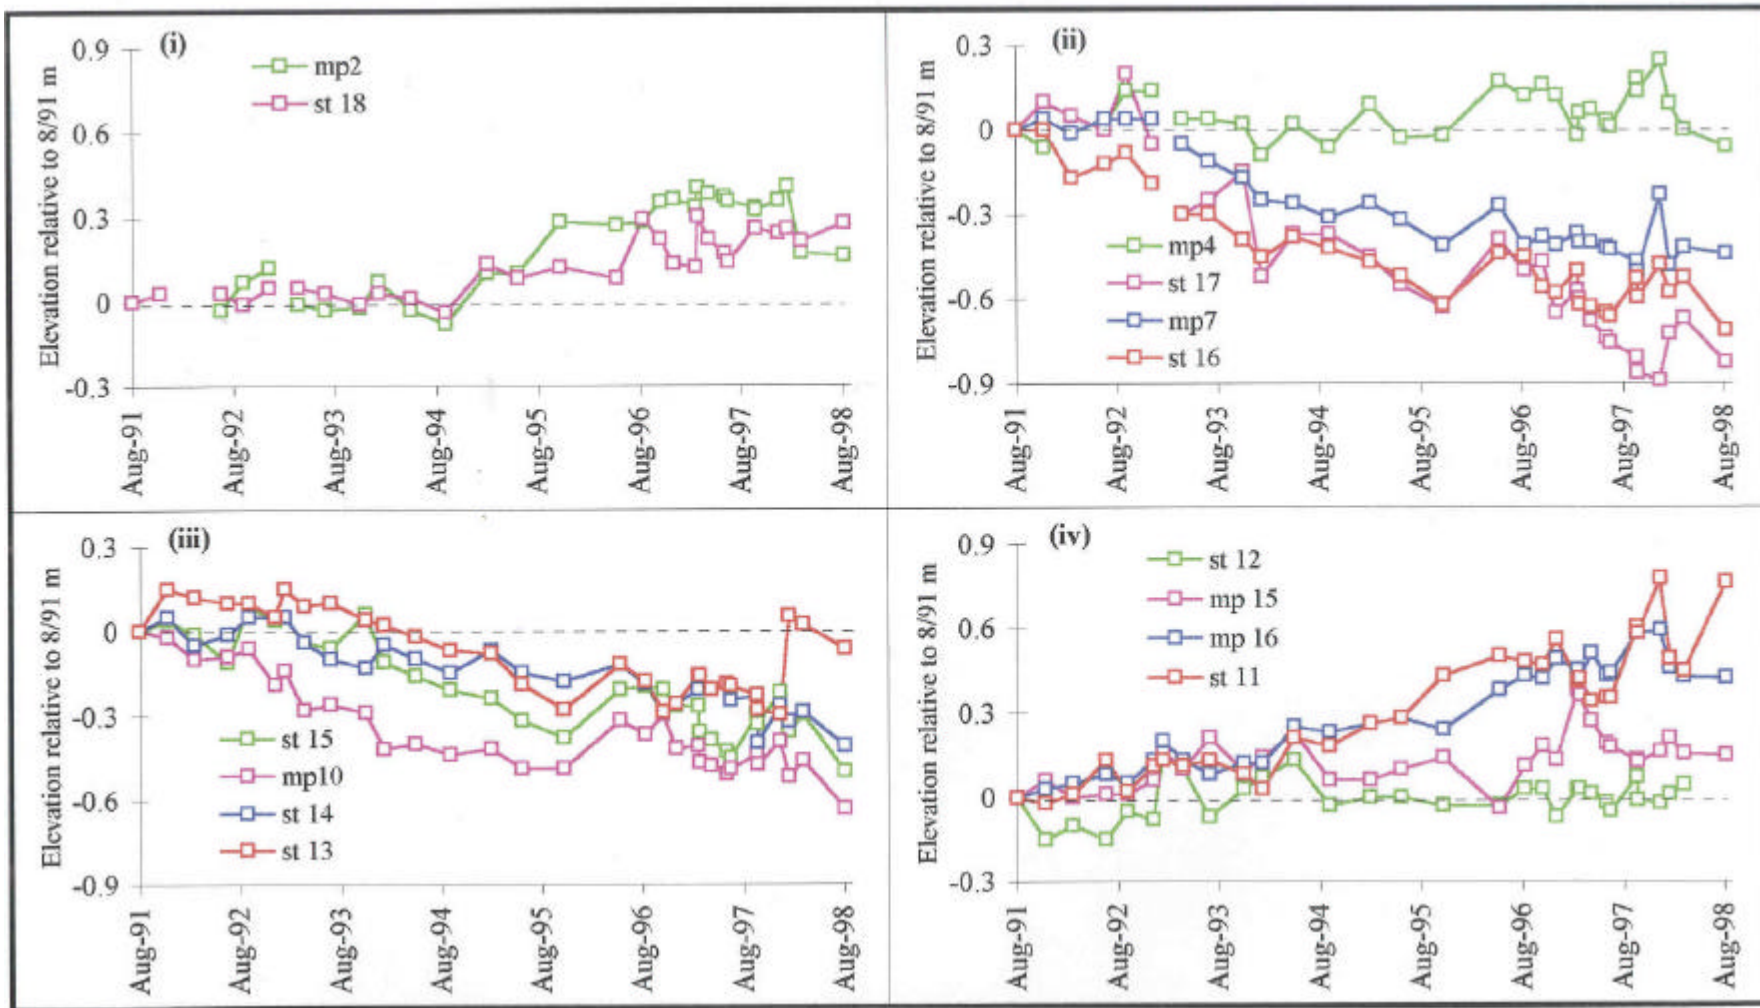 (i)
mp2
st 18
Elevation relative to 8/91 m
0.9
0.6
0.3
0
-0.3
Aug-91
Aug-92
Aug-93
Aug-94
Aug-95
Aug-96
Aug-97
Aug-98
(ii)
Elevation relative to 8/91 m
0.3
0
-0.3
-0.6
-0.9
mp4
st 17
mp7
st 16
Aug-91
Aug-92
Aug-93
Aug-94
Aug-95
Aug-96
Aug-97
Aug-98
(iii)
Elevation relative to 8/91 m
0.3
0
-0.3
-0.6
-0.9
st 15
mp10
st 14
st 13
Aug-91
Aug-92
Aug-93
Aug-94
Aug-95
Aug-96
Aug-97
Aug-98
(iv)
st 12
mp 15
mp 16
st 11
Elevation relative to 8/91 m
0.9
0.6
0.3
0
-0.3
Aug-91
Aug-92
Aug-93
Aug-94
Aug-95
Aug-96
Aug-97
Aug-98